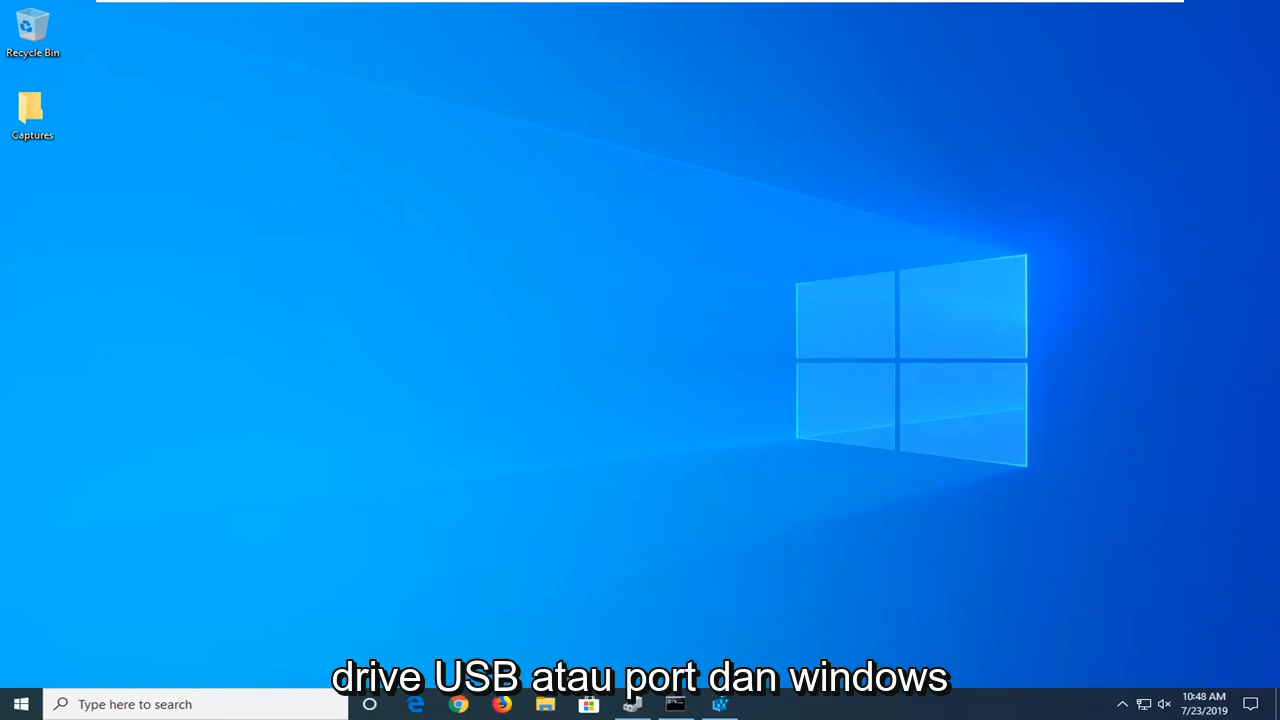 Recycle Bin
Captures
drive USB atau port dan windows
Type here to search
10:48 AM
7/23/2019